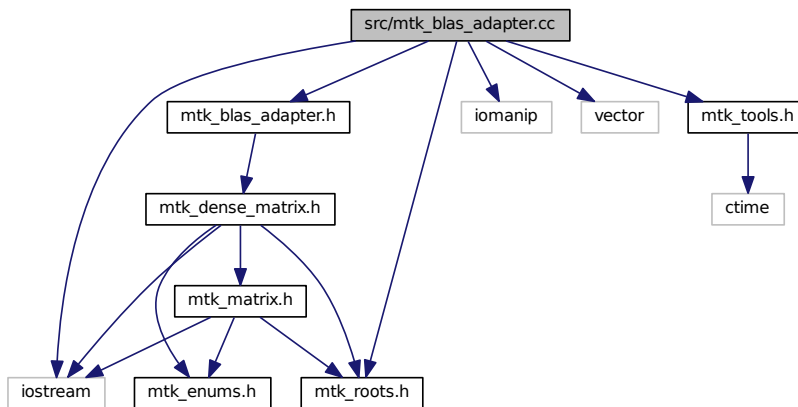 src/mtk_blas_adapter.cc
mtk_blas_adapter.h
iomanip
vector
mtk_tools.h
mtk_dense_matrix.h
ctime
mtk_matrix.h
iostream
mtk_enums.h
mtk_roots.h